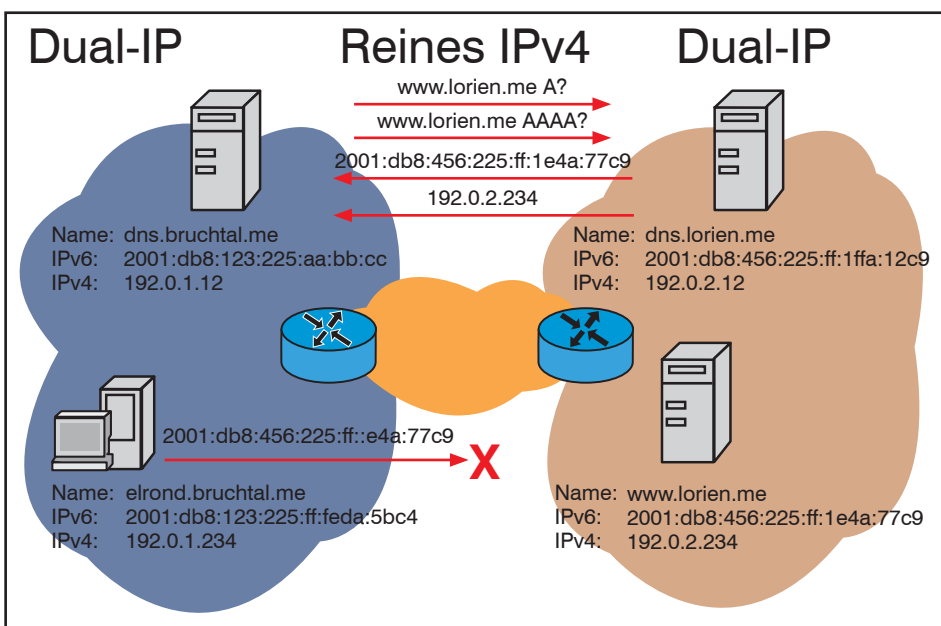 Dual-IP
Reines IPv4
Dual-IP
www.lorien.me A?
www.lorien.me AAAA?
2001:db8:456:225:ff:1e4a:77c9
192.0.2.234
Name: dns.bruchtal.me
IPv6: 2001:db8:123:225:aa:bb:cc
IPv4: 192.0.1.12
Name: dns.lorien.me
IPv6: 2001:db8:456:225:ff:1ffa:12c9
IPv4: 192.0.2.12
2001:db8:456:225:ff::e4a:77c9
X
Name: elrond.bruchtal.me
IPv6: 2001:db8:123:225:ff:feda:5bc4
IPv4: 192.0.1.234
Name: www.lorien.me
IPv6: 2001:db8:456:225:ff:1e4a:77c9
IPv4: 192.0.2.234